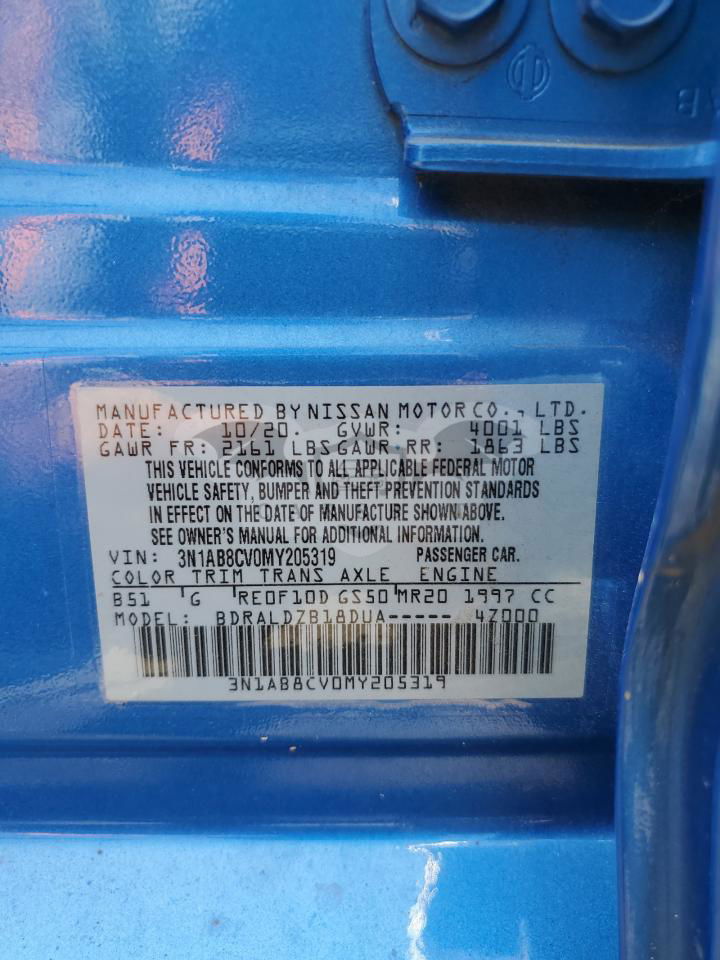 AB
MANUFACTURED BY NISSAN MOTOR CO., LTD.
DATE: 10/20. GVWR: 4001 LBS
GAWR FR: 2161 LBS GAWR RR: 1863 LBS
THIS VEHICLE CONFORMS TO ALL APPLICABLE FEDERAL MOTOR
VEHICLE SAFETY, BUMPER AND THEFT PREVENTION STANDARDS
IN EFFECT ON THE DATE OF MANUFACTURE SHOWN ABOVE.
SEE OWNER'S MANUAL FOR ADDITIONAL INFORMATION.
VIN: 3N1AB8CV0MY205319 PASSENGER CAR.
COLOR TRIM TRANS AXLE ENGINE
B51 G RE0F10D GS50 MR20 1997 CC
MODEL: BDRALDZB18DUA----- 4Z000
3N1AB8CV0MY205319